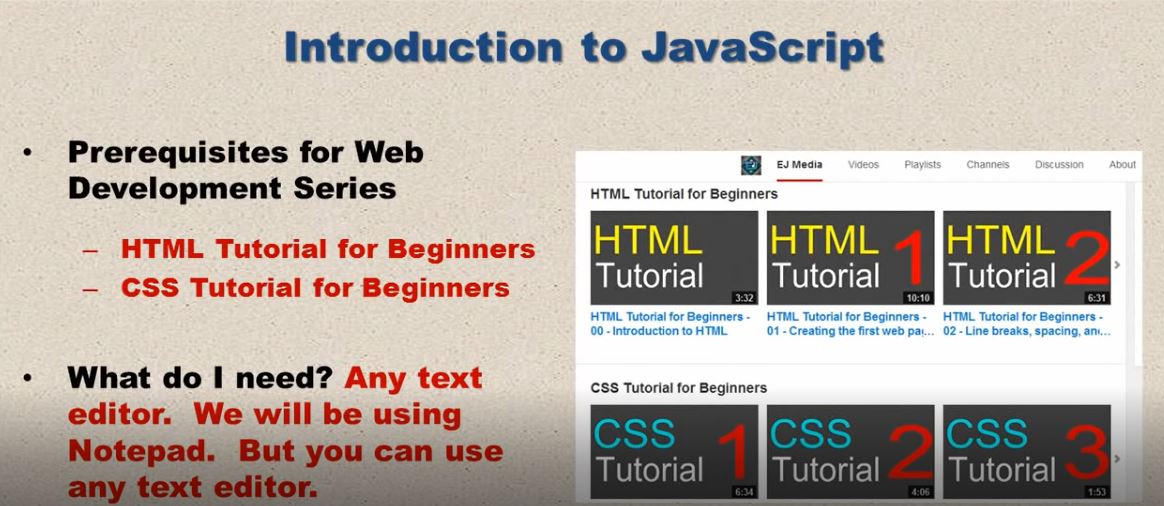 Introduction to JavaScript
• Prerequisites for Web
Development Series
– HTML Tutorial for Beginners
– CSS Tutorial for Beginners
• What do I need? Any text
editor. We will be using
Notepad. But you can use
any text editor.
EJ Media Videos Playlists Channels Discussion About
HTML Tutorial for Beginners
HTML
Tutorial
3:32
HTML
Tutorial 1
10:10
HTML
Tutorial 2
6:31
HTML Tutorial for Beginners -
00 - Introduction to HTML
HTML Tutorial for Beginners -
01 - Creating the first web pag...
HTML Tutorial for Beginners -
02 - Line breaks, spacing, an...
CSS Tutorial for Beginners
CSS
Tutorial 1
6:34
CSS
Tutorial 2
4:06
CSS
Tutorial 3
1:53